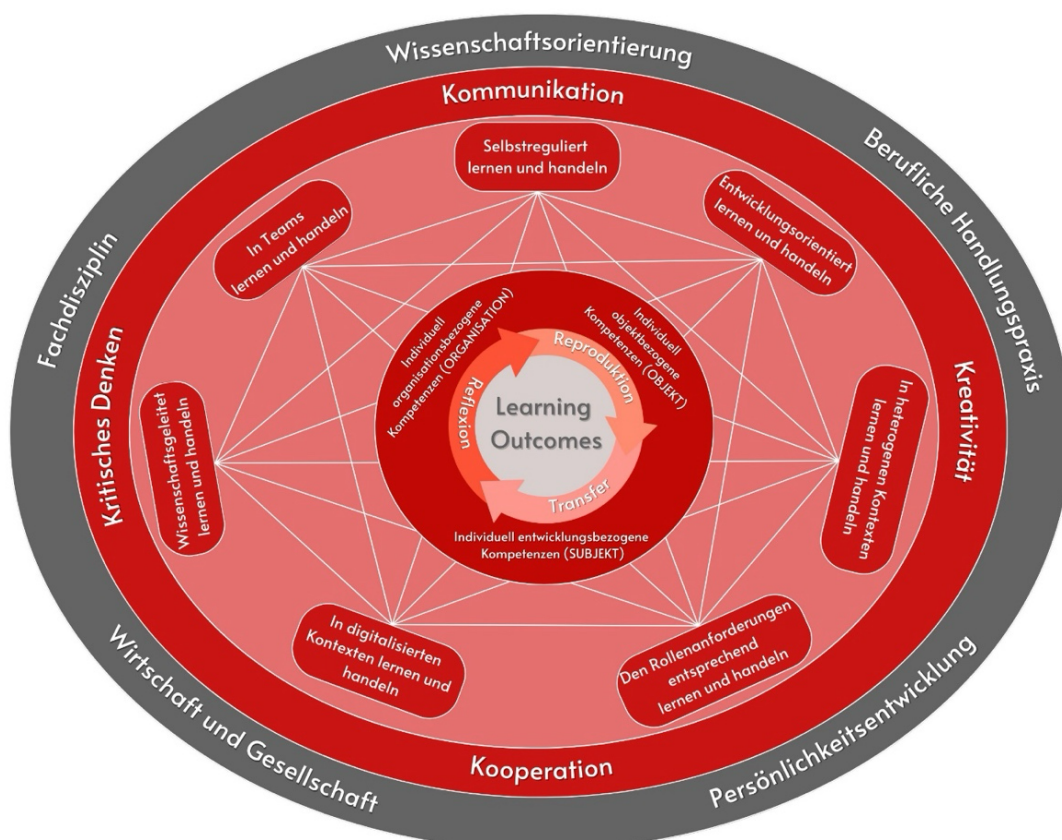 Wissenschaftsorientierung
Berufliche Handlungspraxis
Persönlichkeitsentwicklung
Wirtschaft und Gesellschaft
Fachdisziplin
Kommunikation
Kreativität
Kooperation
Kritisches Denken
Selbstreguliert
lernen und handeln
Entwicklungsorientiert
lernen und handeln
In heterogenen Kontexten
lernen und handeln
Den Rollenanforderungen
entsprechend
lernen und handeln
In digitalisierten
Kontexten lernen und
handeln
Wissenschaftsgeleitet
lernen und handeln
In Teams
lernen und handeln
Individuell
organisationsbezogene
Kompetenzen (ORGANISATION)
Individuell
objektbezogene
Kompetenzen (OBJEKT)
Individuell entwicklungsbezogene
Kompetenzen (SUBJEKT)
Reproduktion
Transfer
Reflexion
Learning
Outcomes